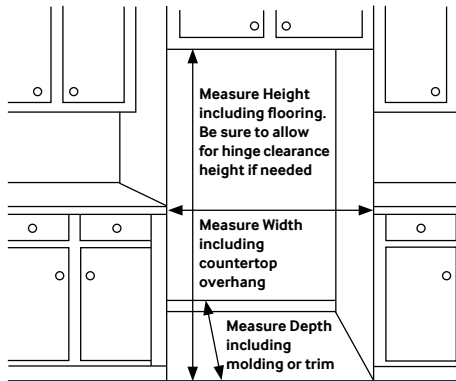 Measure Height
including flooring.
Be sure to allow
for hinge clearance
height if needed
Measure Width
including
countertop
overhang
Measure Depth
including
molding or trim